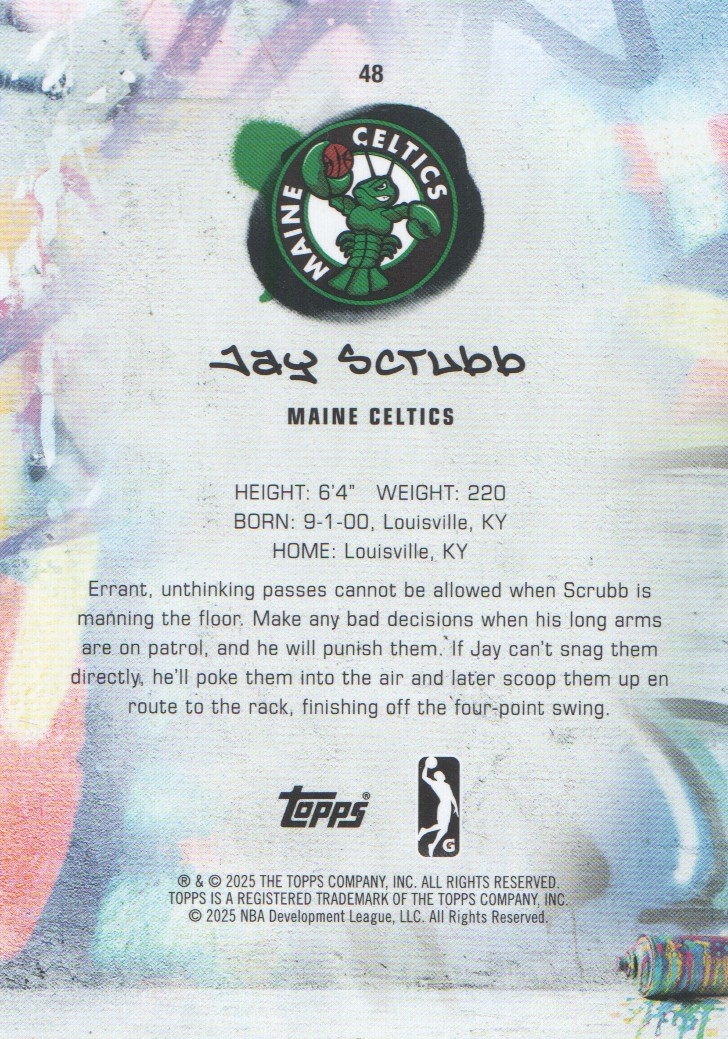 48
MAINE CELTICS
Jay Scrubb
MAINE CELTICS
HEIGHT: 6'4" WEIGHT: 220
BORN: 9-1-00, Louisville, KY
HOME: Louisville, KY
Errant, unthinking passes cannot be allowed when Scrubb is
manning the floor. Make any bad decisions when his long arms
are on patrol, and he will punish them. If Jay can't snag them
directly, he'll poke them into the air and later scoop them up en
route to the rack, finishing off the four-point swing.
Topps®
G
® & © 2025 THE TOPPS COMPANY, INC. ALL RIGHTS RESERVED.
TOPPS IS A REGISTERED TRADEMARK OF THE TOPPS COMPANY, INC.
© 2025 NBA Development League, LLC. All Rights Reserved.